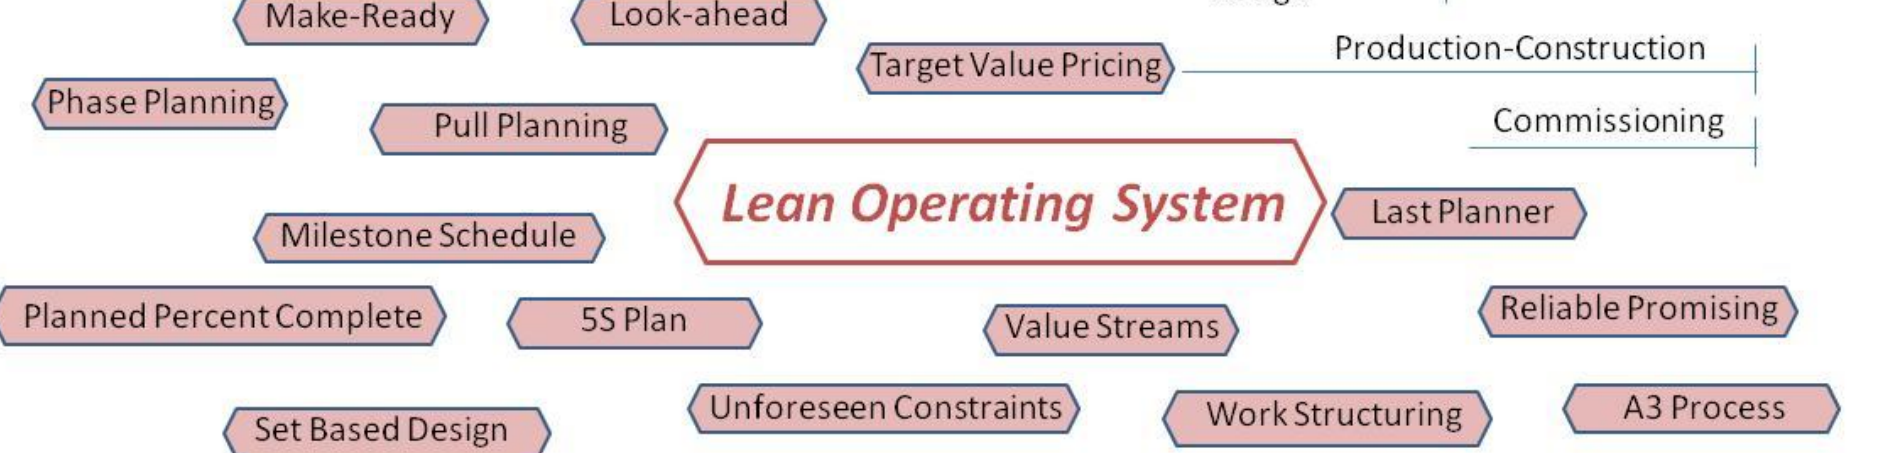 Make-Ready
Look-ahead
Target Value Pricing
Production-Construction
Phase Planning
Pull Planning
Commissioning
Lean Operating System
Last Planner
Milestone Schedule
Planned Percent Complete
5S Plan
Value Streams
Reliable Promising
Set Based Design
Unforeseen Constraints
Work Structuring
A3 Process